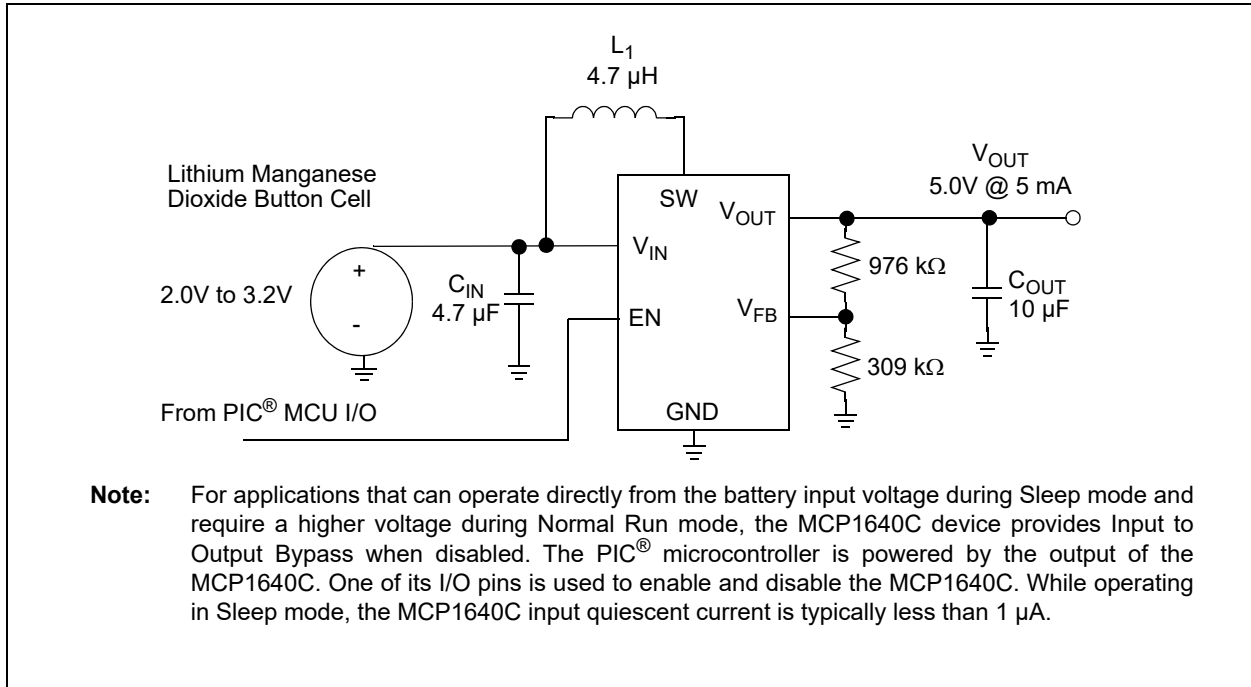 L1
4.7 µH
Lithium Manganese
Dioxide Button Cell
VOUT
5.0V @ 5 mA
SW
VOUT
VIN
+
976 kΩ
2.0V to 3.2V
CIN
4.7 µF
COUT
10 µF
-
EN
VFB
309 kΩ
From PIC® MCU I/O
GND
Note: For applications that can operate directly from the battery input voltage during Sleep mode and
require a higher voltage during Normal Run mode, the MCP1640C device provides Input to
Output Bypass when disabled. The PIC® microcontroller is powered by the output of the
MCP1640C. One of its I/O pins is used to enable and disable the MCP1640C. While operating
in Sleep mode, the MCP1640C input quiescent current is typically less than 1 µA.